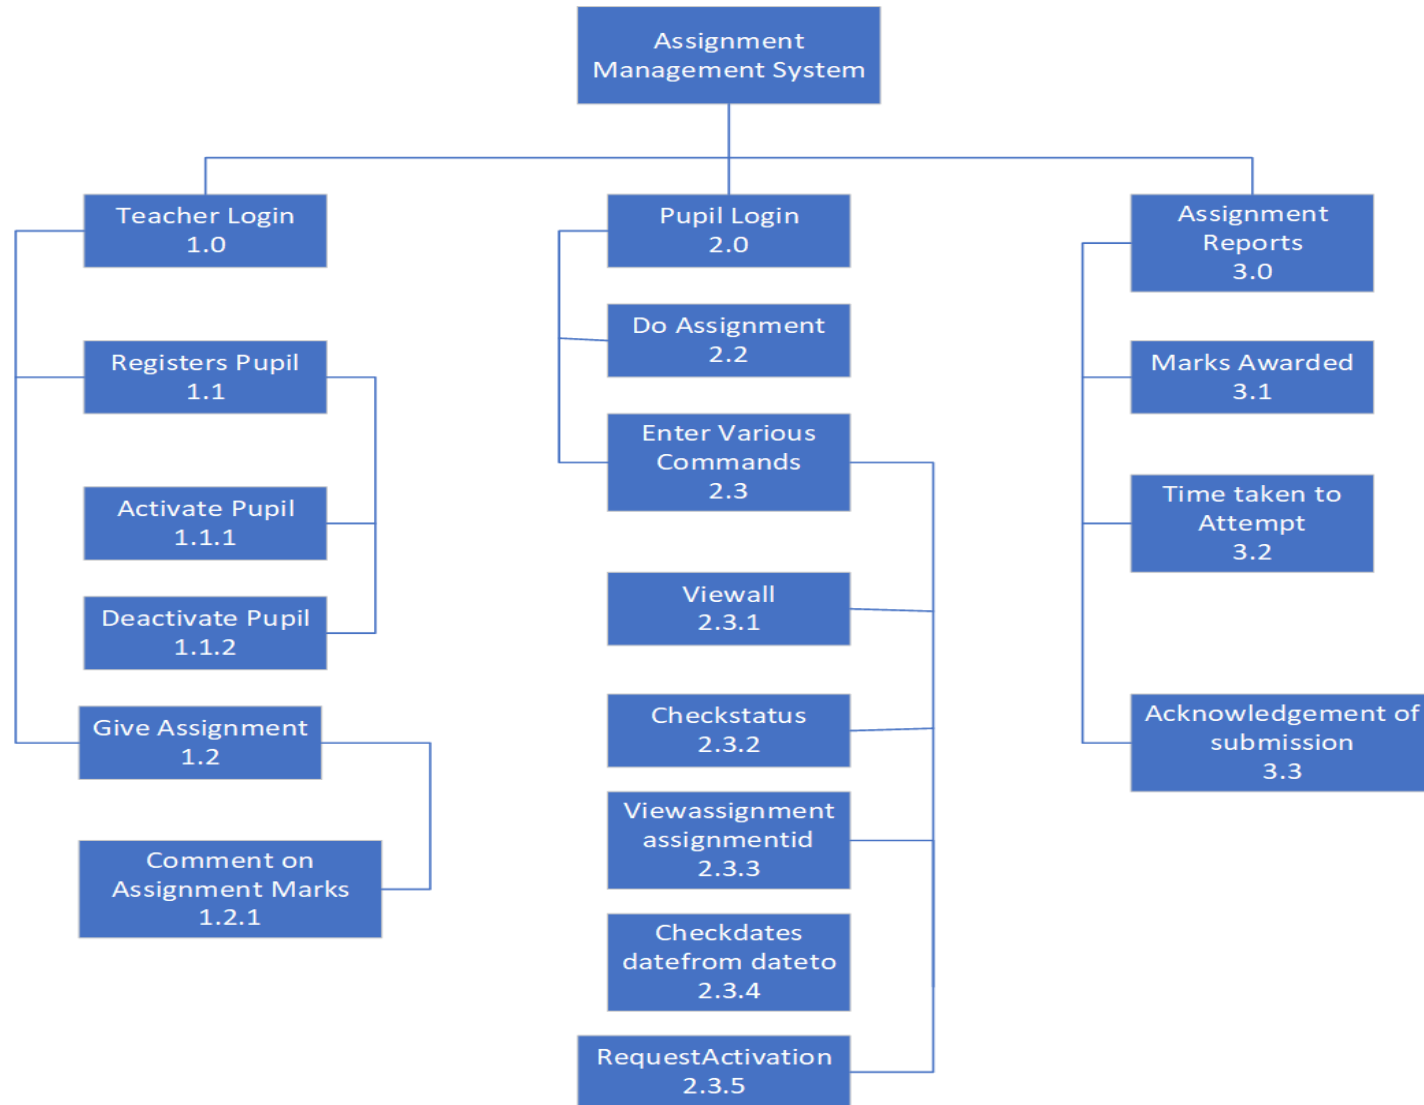 Assignment
Management System
Teacher Login
1.0
Registers Pupil
1.1
Activate Pupil
1.1.1
Deactivate Pupil
1.1.2
Give Assignment
1.2
Comment on
Assignment Marks
1.2.1
Pupil Login
2.0
Do Assignment
2.2
Enter Various
Commands
2.3
Viewall
2.3.1
Checkstatus
2.3.2
Viewassignment
assignmentid
2.3.3
Checkdates
datefrom dateto
2.3.4
RequestActivation
2.3.5
Assignment
Reports
3.0
Marks Awarded
3.1
Time taken to
Attempt
3.2
Acknowledgement of
submission
3.3